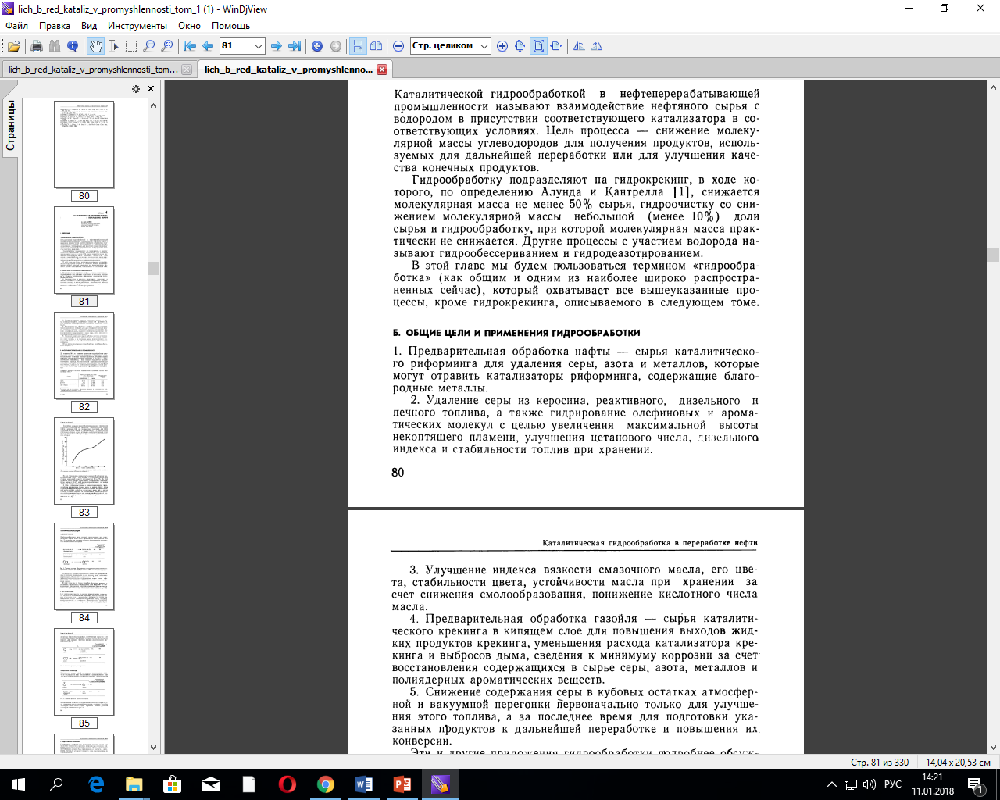 lich_b_red_kataliz_v_promyshlennosti_tom_1 (1) - WinDjView
Файл Правка Вид Инструменты Окно Помощь
81 Стр. целиком
lich_b_red_kataliz_v_promyshlennosti_tom... lich_b_red_kataliz_v_promyshlenno...
Страницы
80
81
82
83
84
85
Каталитической гидрообработкой в нефтеперерабатывающей
промышленности называют взаимодействие нефтяного сырья с
водородом в присутствии соответствующего катализатора в со-
ответствующих условиях. Цель процесса — снижение молеку-
лярной массы углеводородов для получения продуктов, исполь-
зуемых для дальнейшей переработки или для улучшения каче-
ства конечных продуктов.
Гидрообработку подразделяют на гидрокрекинг, в ходе ко-
торого, по определению Алунда и Кантрелла [1], снижается
молекулярная масса не менее 50% сырья, гидроочистку со сни-
жением молекулярной массы небольшой (менее 10%) доли
сырья и гидрообработку, при которой молекулярная масса прак-
тически не снижается. Другие процессы с участием водорода на-
зывают гидрообессериванием и гидродеазотированием.
В этой главе мы будем пользоваться термином «гидрообра-
ботка» (как общим и одним из наиболее широко распростра-
ненных сейчас), который охватывает все вышеуказанные про-
цессы, кроме гидрокрекинга, описываемого в следующем томе.
Б. ОБЩИЕ ЦЕЛИ И ПРИМЕНЕНИЯ ГИДРООБРАБОТКИ
1. Предварительная обработка нафты — сырья каталитическо-
го риформинга для удаления серы, азота и металлов, которые
могут отравить катализаторы риформинга, содержащие благо-
родные металлы.
2. Удаление серы из керосина, реактивного, дизельного и
печного топлива, а также гидрирование олефиновых и арома-
тических молекул с целью увеличения максимальной высоты
некоптящего пламени, улучшения цетанового числа, дизельного
индекса и стабильности топлив при хранении.
80
Каталитическая гидрообработка в переработке нефти
3. Улучшение индекса вязкости смазочного масла, его цве-
та, стабильности цвета, устойчивости масла при хранении за
счет снижения смолообразования, понижение кислотного числа
масла.
4. Предварительная обработка газойля — сырья каталити-
ческого крекинга в кипящем слое для повышения выходов жид-
ких продуктов крекинга, уменьшения расхода катализатора кре-
кинга и выбросов дыма, сведения к минимуму коррозии за счет
восстановления содержащихся в сырье серы, азота, металлов и
полиядерных ароматических веществ.
5. Снижение содержания серы в кубовых остатках атмосфер-
ной и вакуумной перегонки первоначально только для улучше-
ния этого топлива, а за последнее время для подготовки ука-
занных продуктов к дальнейшей переработке и повышения их
конверсии.
Эти и другие приложения гидрообработки подробнее обсуж-
Стр. 81 из 330 14,04 x 20,53 см
РУС 14:21
11.01.2018 1